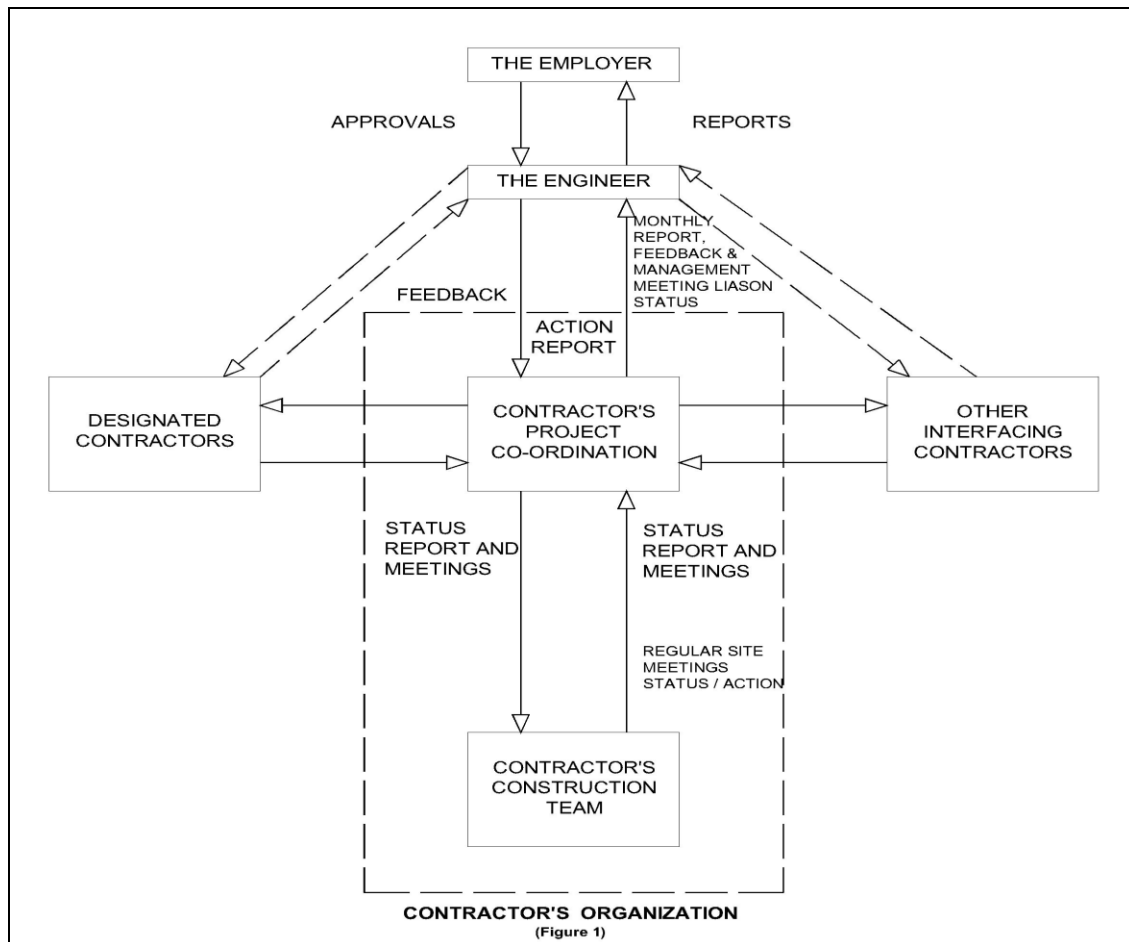 THE EMPLOYER
APPROVALS
REPORTS
THE ENGINEER
MONTHLY
REPORT,
FEEDBACK &
MANAGEMENT
MEETING LIASON
STATUS
FEEDBACK
ACTION
REPORT
DESIGNATED
CONTRACTORS
CONTRACTOR'S
PROJECT
CO-ORDINATION
OTHER
INTERFACING
CONTRACTORS
STATUS
REPORT AND
MEETINGS
STATUS
REPORT AND
MEETINGS
REGULAR SITE
MEETINGS
STATUS / ACTION
CONTRACTOR'S
CONSTRUCTION
TEAM
CONTRACTOR'S ORGANIZATION
(Figure 1)